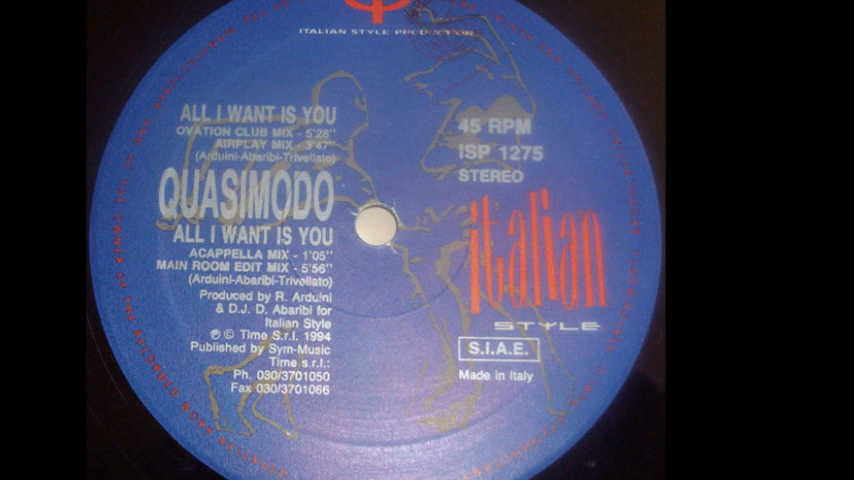 ITALIAN STYLE PRODUCTION
ALL I WANT IS YOU
OVATION CLUB MIX - 5'28"
AIRPLAY MIX - 3'47"
(Arduini-Abaribi-Trivellato)
QUASIMODO
ALL I WANT IS YOU
ACAPPELLA MIX - 1'05"
MAIN ROOM EDIT MIX - 5'56"
(Arduini-Abaribi-Trivellato)
Produced by R. Arduini
& D.J. D. Abaribi for
Italian Style
℗ © Time S.r.l. 1994
Published by Sym-Music
Time s.r.l.:
Ph. 030/3701050
Fax 030/3701066
45 RPM
ISP 1275
STEREO
italian
STYLE
S.I.A.E.
Made in Italy